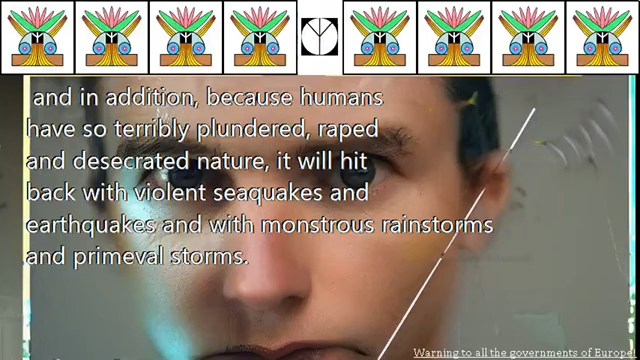 and in addition, because humans
have so terribly plundered, raped
and desecrated nature, it will hit
back with violent seaquakes and
earthquakes and with monstrous rainstorms
and primeval storms.
Warning to all the governments of Europe!